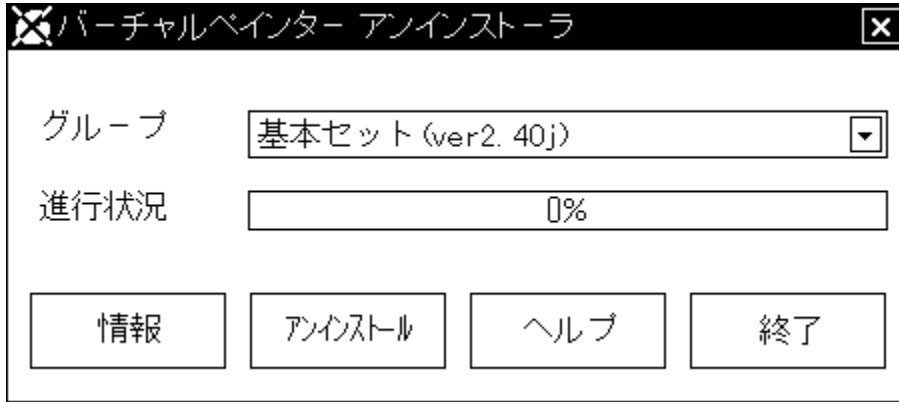 バーチャルペインター アンインストーラ
グループ
基本セット(ver2.40j)
進行状況
0%
情報
アンインストール
ヘルプ
終了